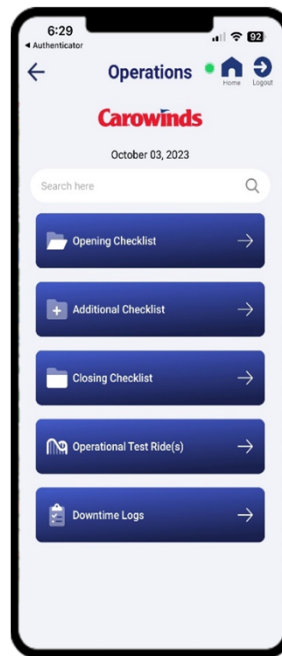 6:29
92
Authenticator
Operations
Home
Logout
Carowinds
October 03, 2023
Search here
Opening Checklist
Additional Checklist
Closing Checklist
Operational Test Ride(s)
Downtime Logs